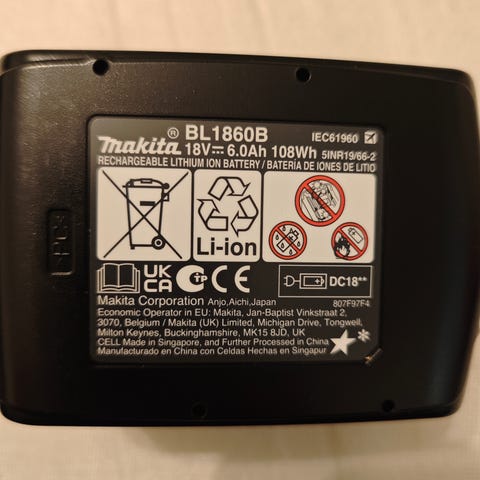 makita® BL1860B IEC61960
18V⎓6.0Ah 108Wh 5INR19/66-2
RECHARGEABLE LITHIUM ION BATTERY / BATERÍA DE IONES DE LITIO
Li-ion
UK CA TP CE DC18**
Makita Corporation Anjo,Aichi,Japan 807F97F4
Economic Operator in EU: Makita, Jan-Baptist Vinkstraat 2,
3070, Belgium / Makita (UK) Limited, Michigan Drive, Tongwell,
Milton Keynes, Buckinghamshire, MK15 8JD, UK
CELL Made in Singapore, and Further Processed in China
Manufacturado en China con Celdas Hechas en Singapur
>PC<